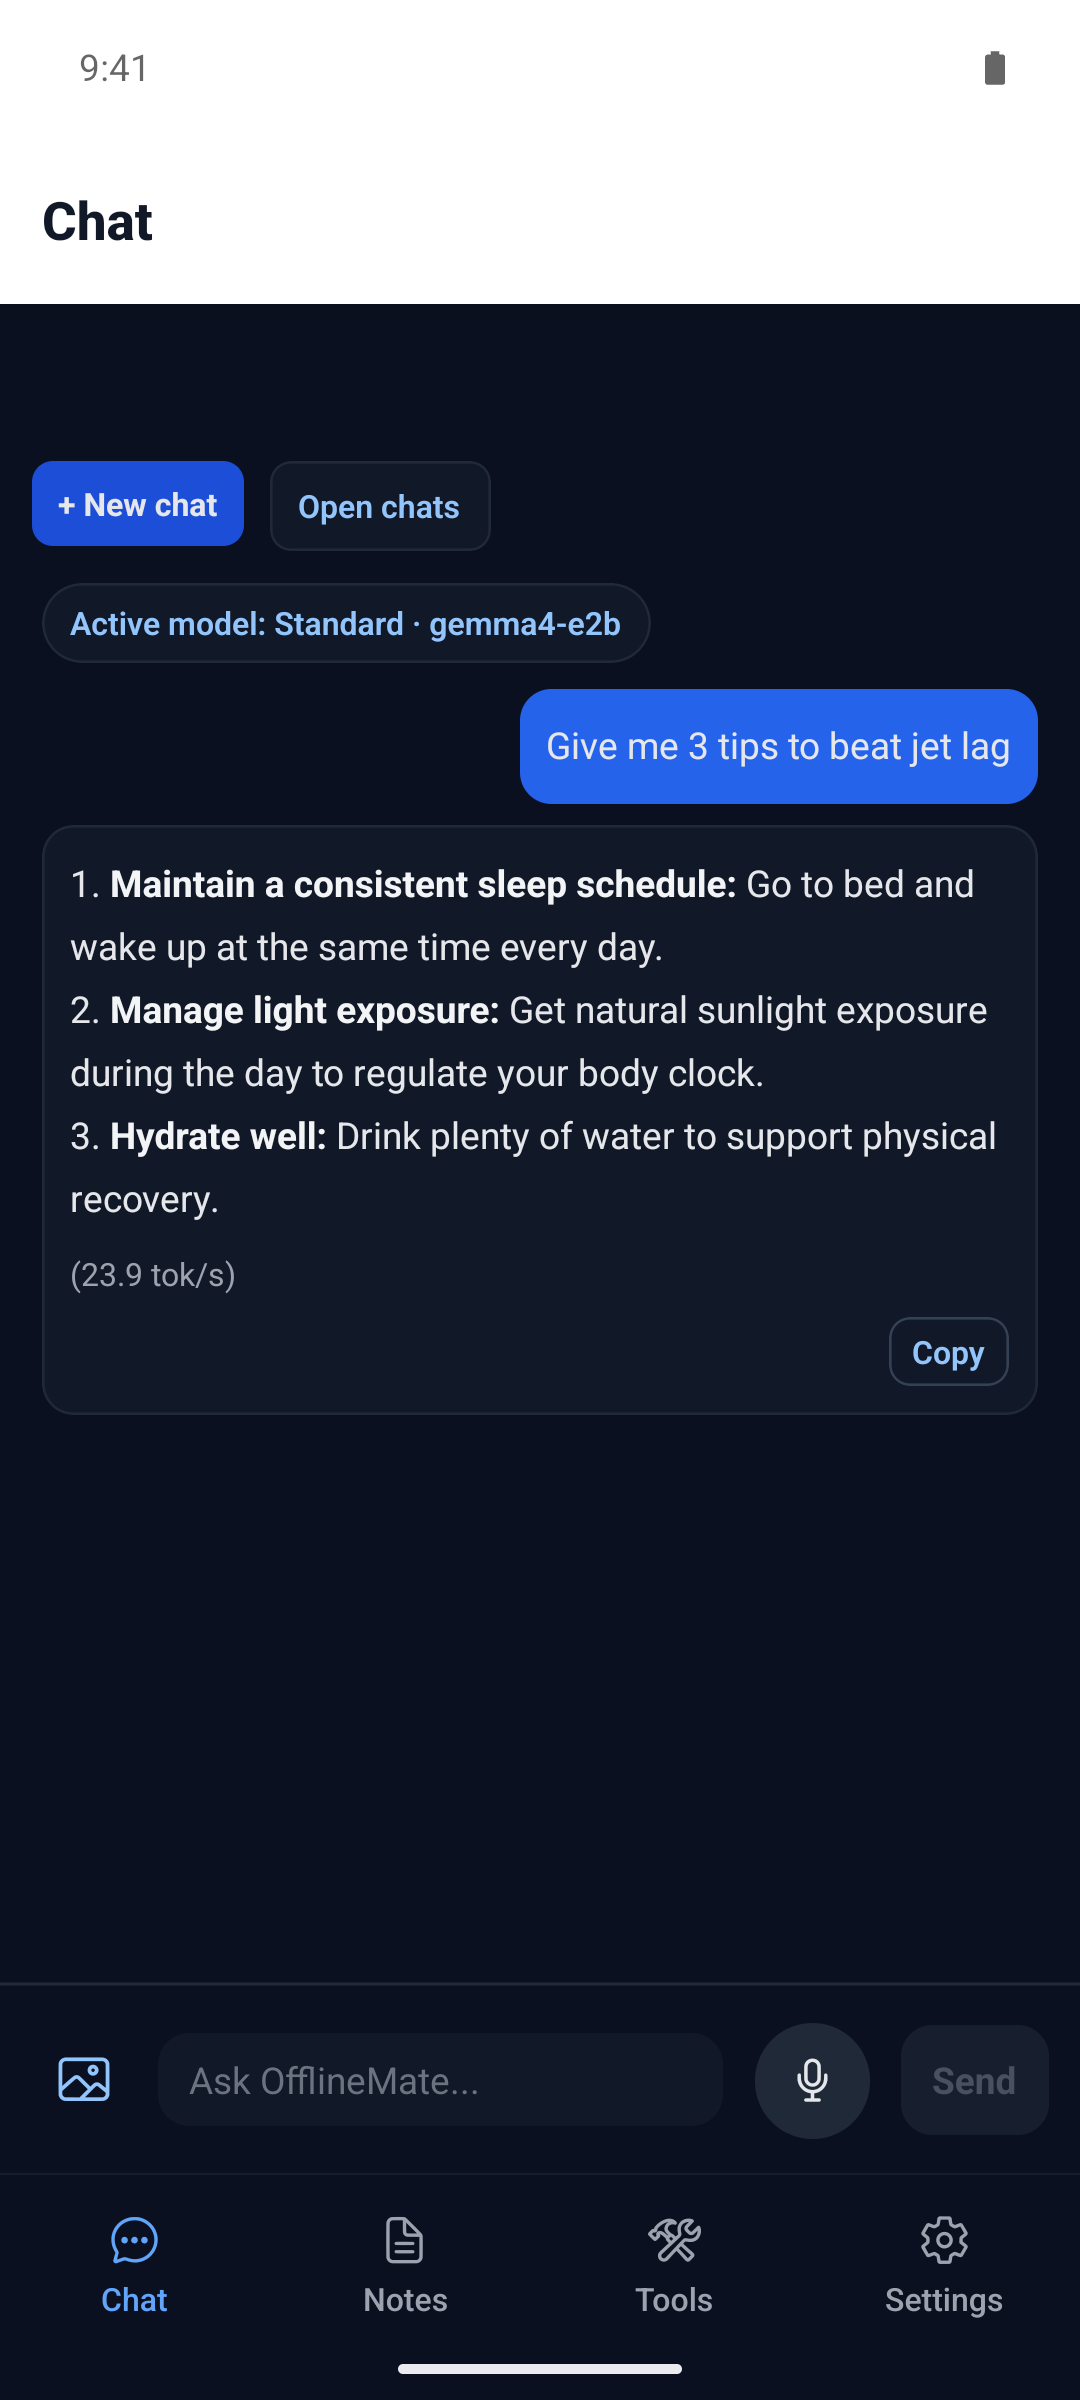 9:41
Chat
+ New chat
Open chats
Active model: Standard · gemma4-e2b
Give me 3 tips to beat jet lag
1. Maintain a consistent sleep schedule: Go to bed and
wake up at the same time every day.
2. Manage light exposure: Get natural sunlight exposure
during the day to regulate your body clock.
3. Hydrate well: Drink plenty of water to support physical
recovery.
(23.9 tok/s)
Copy
Ask OfflineMate...
Send
Chat
Notes
Tools
Settings